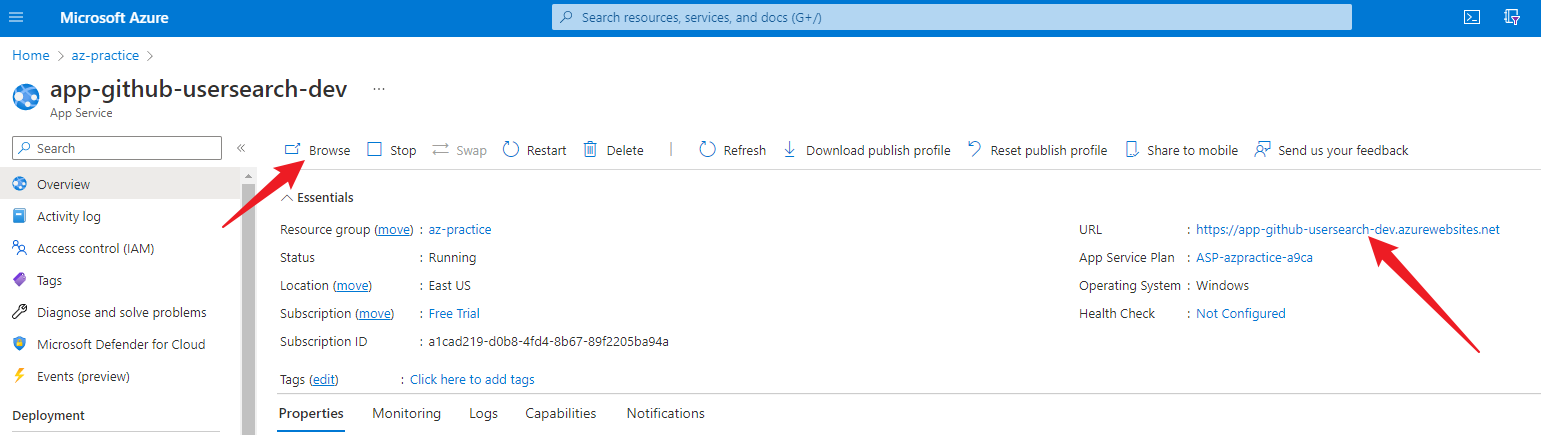 Microsoft Azure
Search resources, services, and docs (G+/)
Home > az-practice >
app-github-usersearch-dev ...
App Service
Search «
Browse Stop Swap Restart Delete | Refresh Download publish profile Reset publish profile Share to mobile Send us your feedback
Overview
Activity log
Access control (IAM)
Tags
Diagnose and solve problems
Microsoft Defender for Cloud
Events (preview)
Deployment
Essentials
Resource group (move) : az-practice
Status : Running
Location (move) : East US
Subscription (move) : Free Trial
Subscription ID : a1cad219-d0b8-4fd4-8b67-89f2205ba94a
Tags (edit) : Click here to add tags
URL : https://app-github-usersearch-dev.azurewebsites.net
App Service Plan : ASP-azpractice-a9ca
Operating System : Windows
Health Check : Not Configured
Properties Monitoring Logs Capabilities Notifications